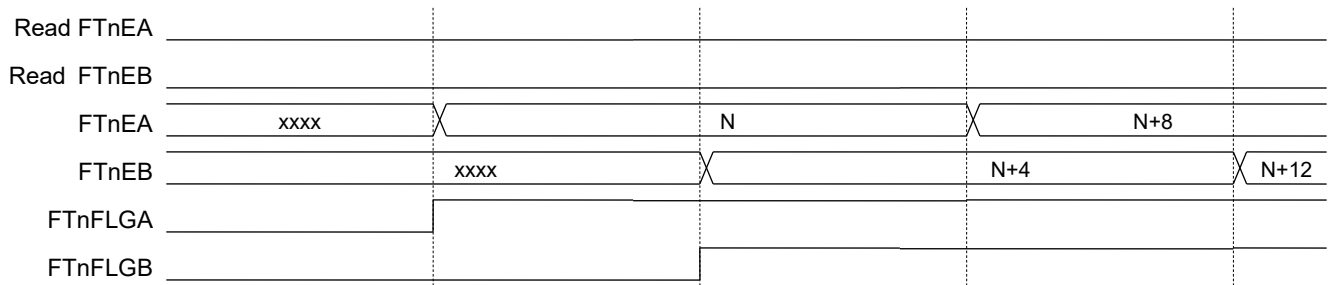 Read FTnEA
Read FTnEB
FTnEA xxxx N N+8
FTnEB xxxx N+4 N+12
FTnFLGA
FTnFLGB